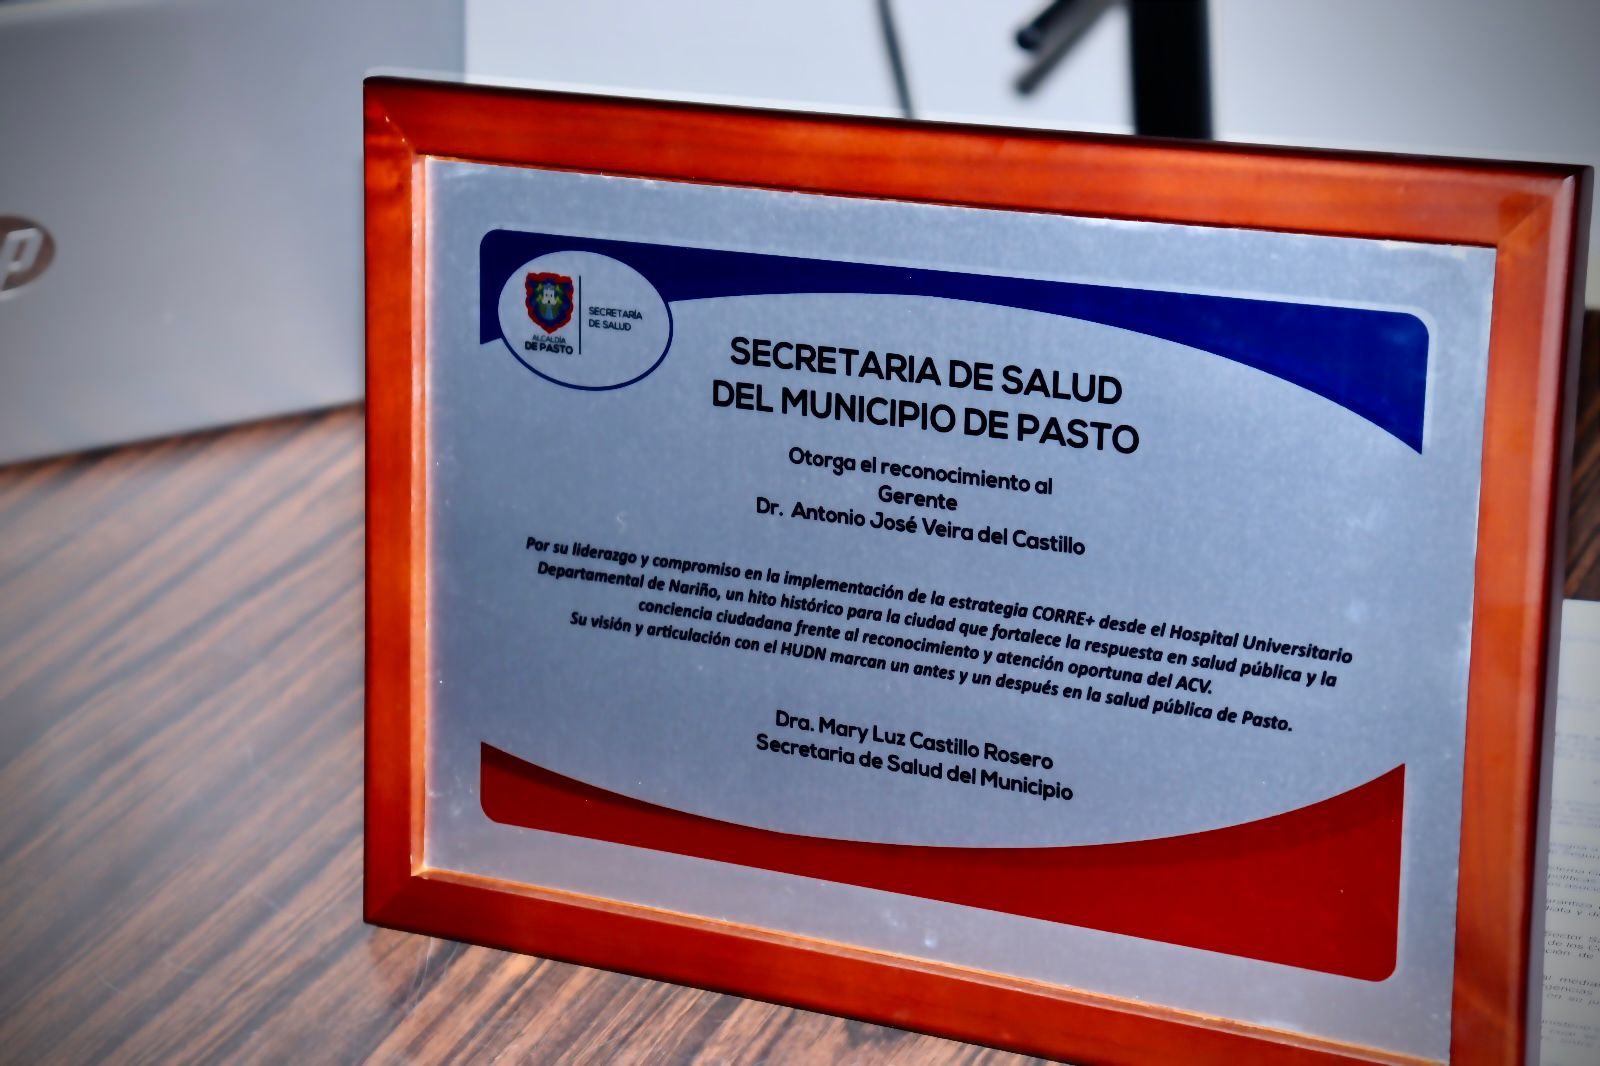 ALCALDÍA
DE PASTO
SECRETARÍA
DE SALUD
SECRETARIA DE SALUD
DEL MUNICIPIO DE PASTO
Otorga el reconocimiento al
Gerente
Dr. Antonio José Veira del Castillo
Por su liderazgo y compromiso en la implementación de la estrategia CORRE+ desde el Hospital Universitario
Departamental de Nariño, un hito histórico para la ciudad que fortalece la respuesta en salud pública y la
conciencia ciudadana frente al reconocimiento y atención oportuna del ACV.
Su visión y articulación con el HUDN marcan un antes y un después en la salud pública de Pasto.
Dra. Mary Luz Castillo Rosero
Secretaria de Salud del Municipio